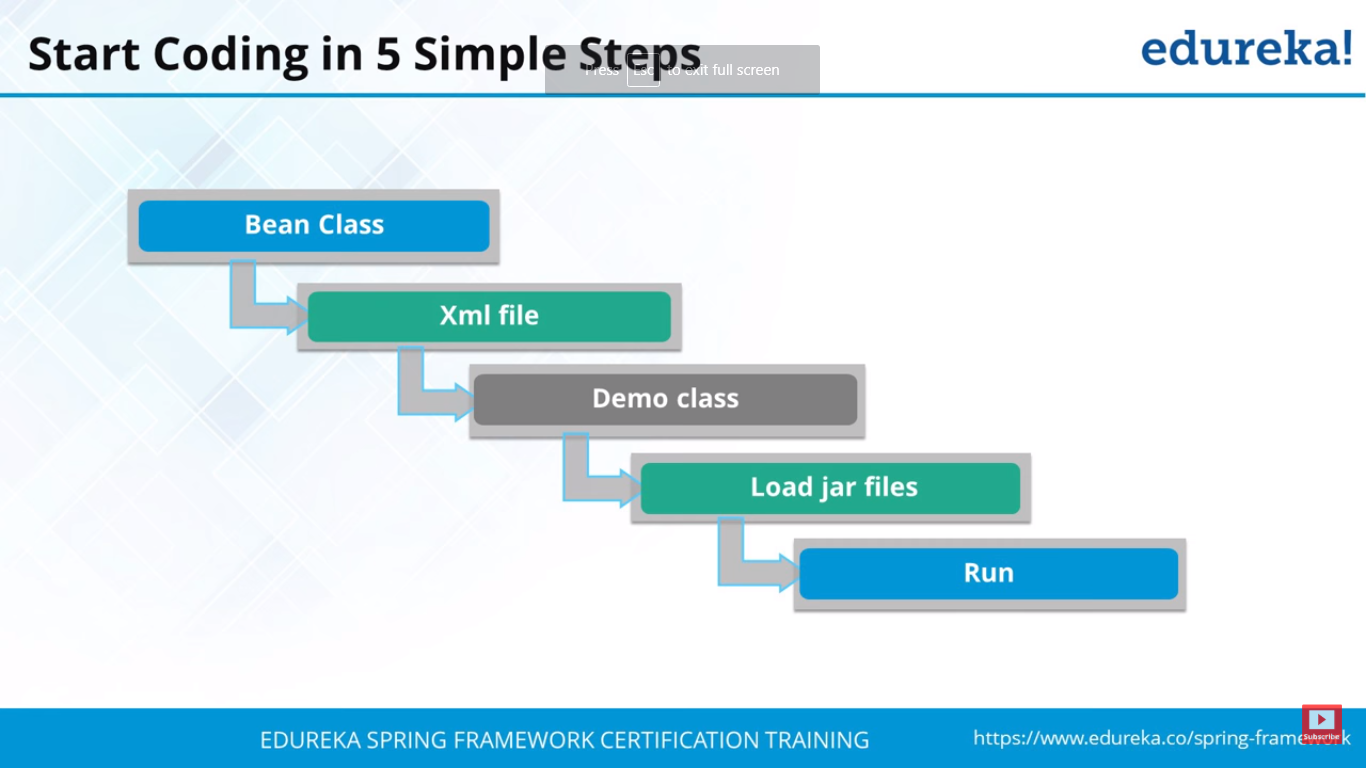 Start Coding in 5 Simple Steps
edureka!
Press Esc to exit full screen
Bean Class
Xml file
Demo class
Load jar files
Run
EDUREKA SPRING FRAMEWORK CERTIFICATION TRAINING
https://www.edureka.co/spring-framework
Subscribe